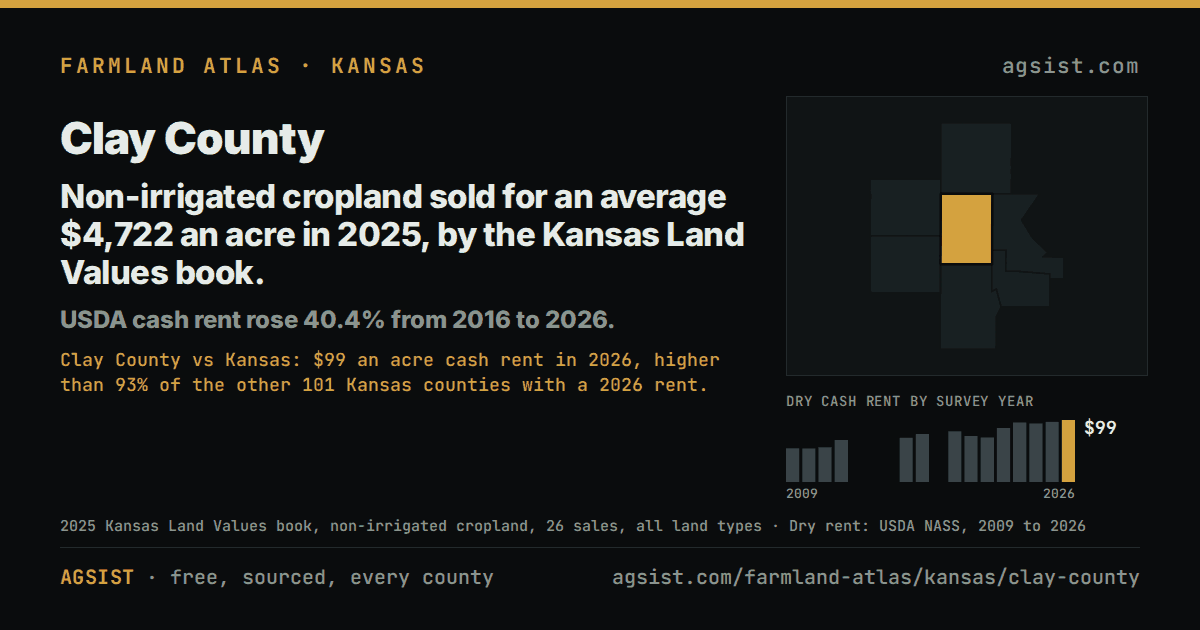 FARMLAND ATLAS · KANSAS
agsist.com
Clay County
Non-irrigated cropland sold for an average
$4,722 an acre in 2025, by the Kansas Land
Values book.
USDA cash rent rose 40.4% from 2016 to 2026.
Clay County vs Kansas: $99 an acre cash rent in 2026, higher
than 93% of the other 101 Kansas counties with a 2026 rent.
DRY CASH RENT BY SURVEY YEAR
$99
2009
2026
2025 Kansas Land Values book, non-irrigated cropland, 26 sales, all land types · Dry rent: USDA NASS, 2009 to 2026
AGSIST · free, sourced, every county
agsist.com/farmland-atlas/kansas/clay-county